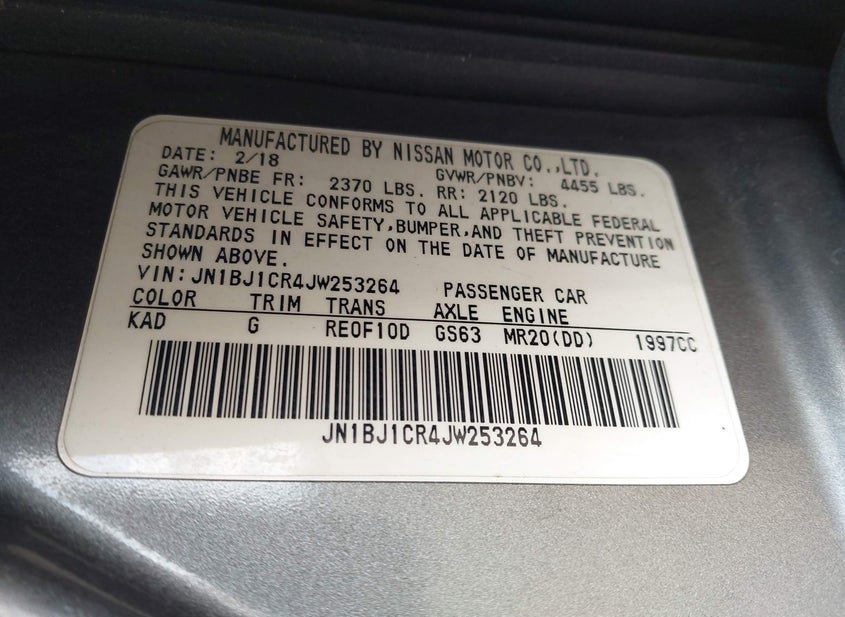 MANUFACTURED BY NISSAN MOTOR CO.,LTD.
DATE: 2/18 GVWR/PNBV: 4455 LBS.
GAWR/PNBE FR: 2370 LBS. RR: 2120 LBS.
THIS VEHICLE CONFORMS TO ALL APPLICABLE FEDERAL
MOTOR VEHICLE SAFETY,BUMPER,AND THEFT PREVENTION
STANDARDS IN EFFECT ON THE DATE OF MANUFACTURE
SHOWN ABOVE.
VIN:JN1BJ1CR4JW253264 PASSENGER CAR
COLOR TRIM TRANS AXLE ENGINE
KAD G RE0F10D GS63 MR20(DD) 1997CC
JN1BJ1CR4JW253264